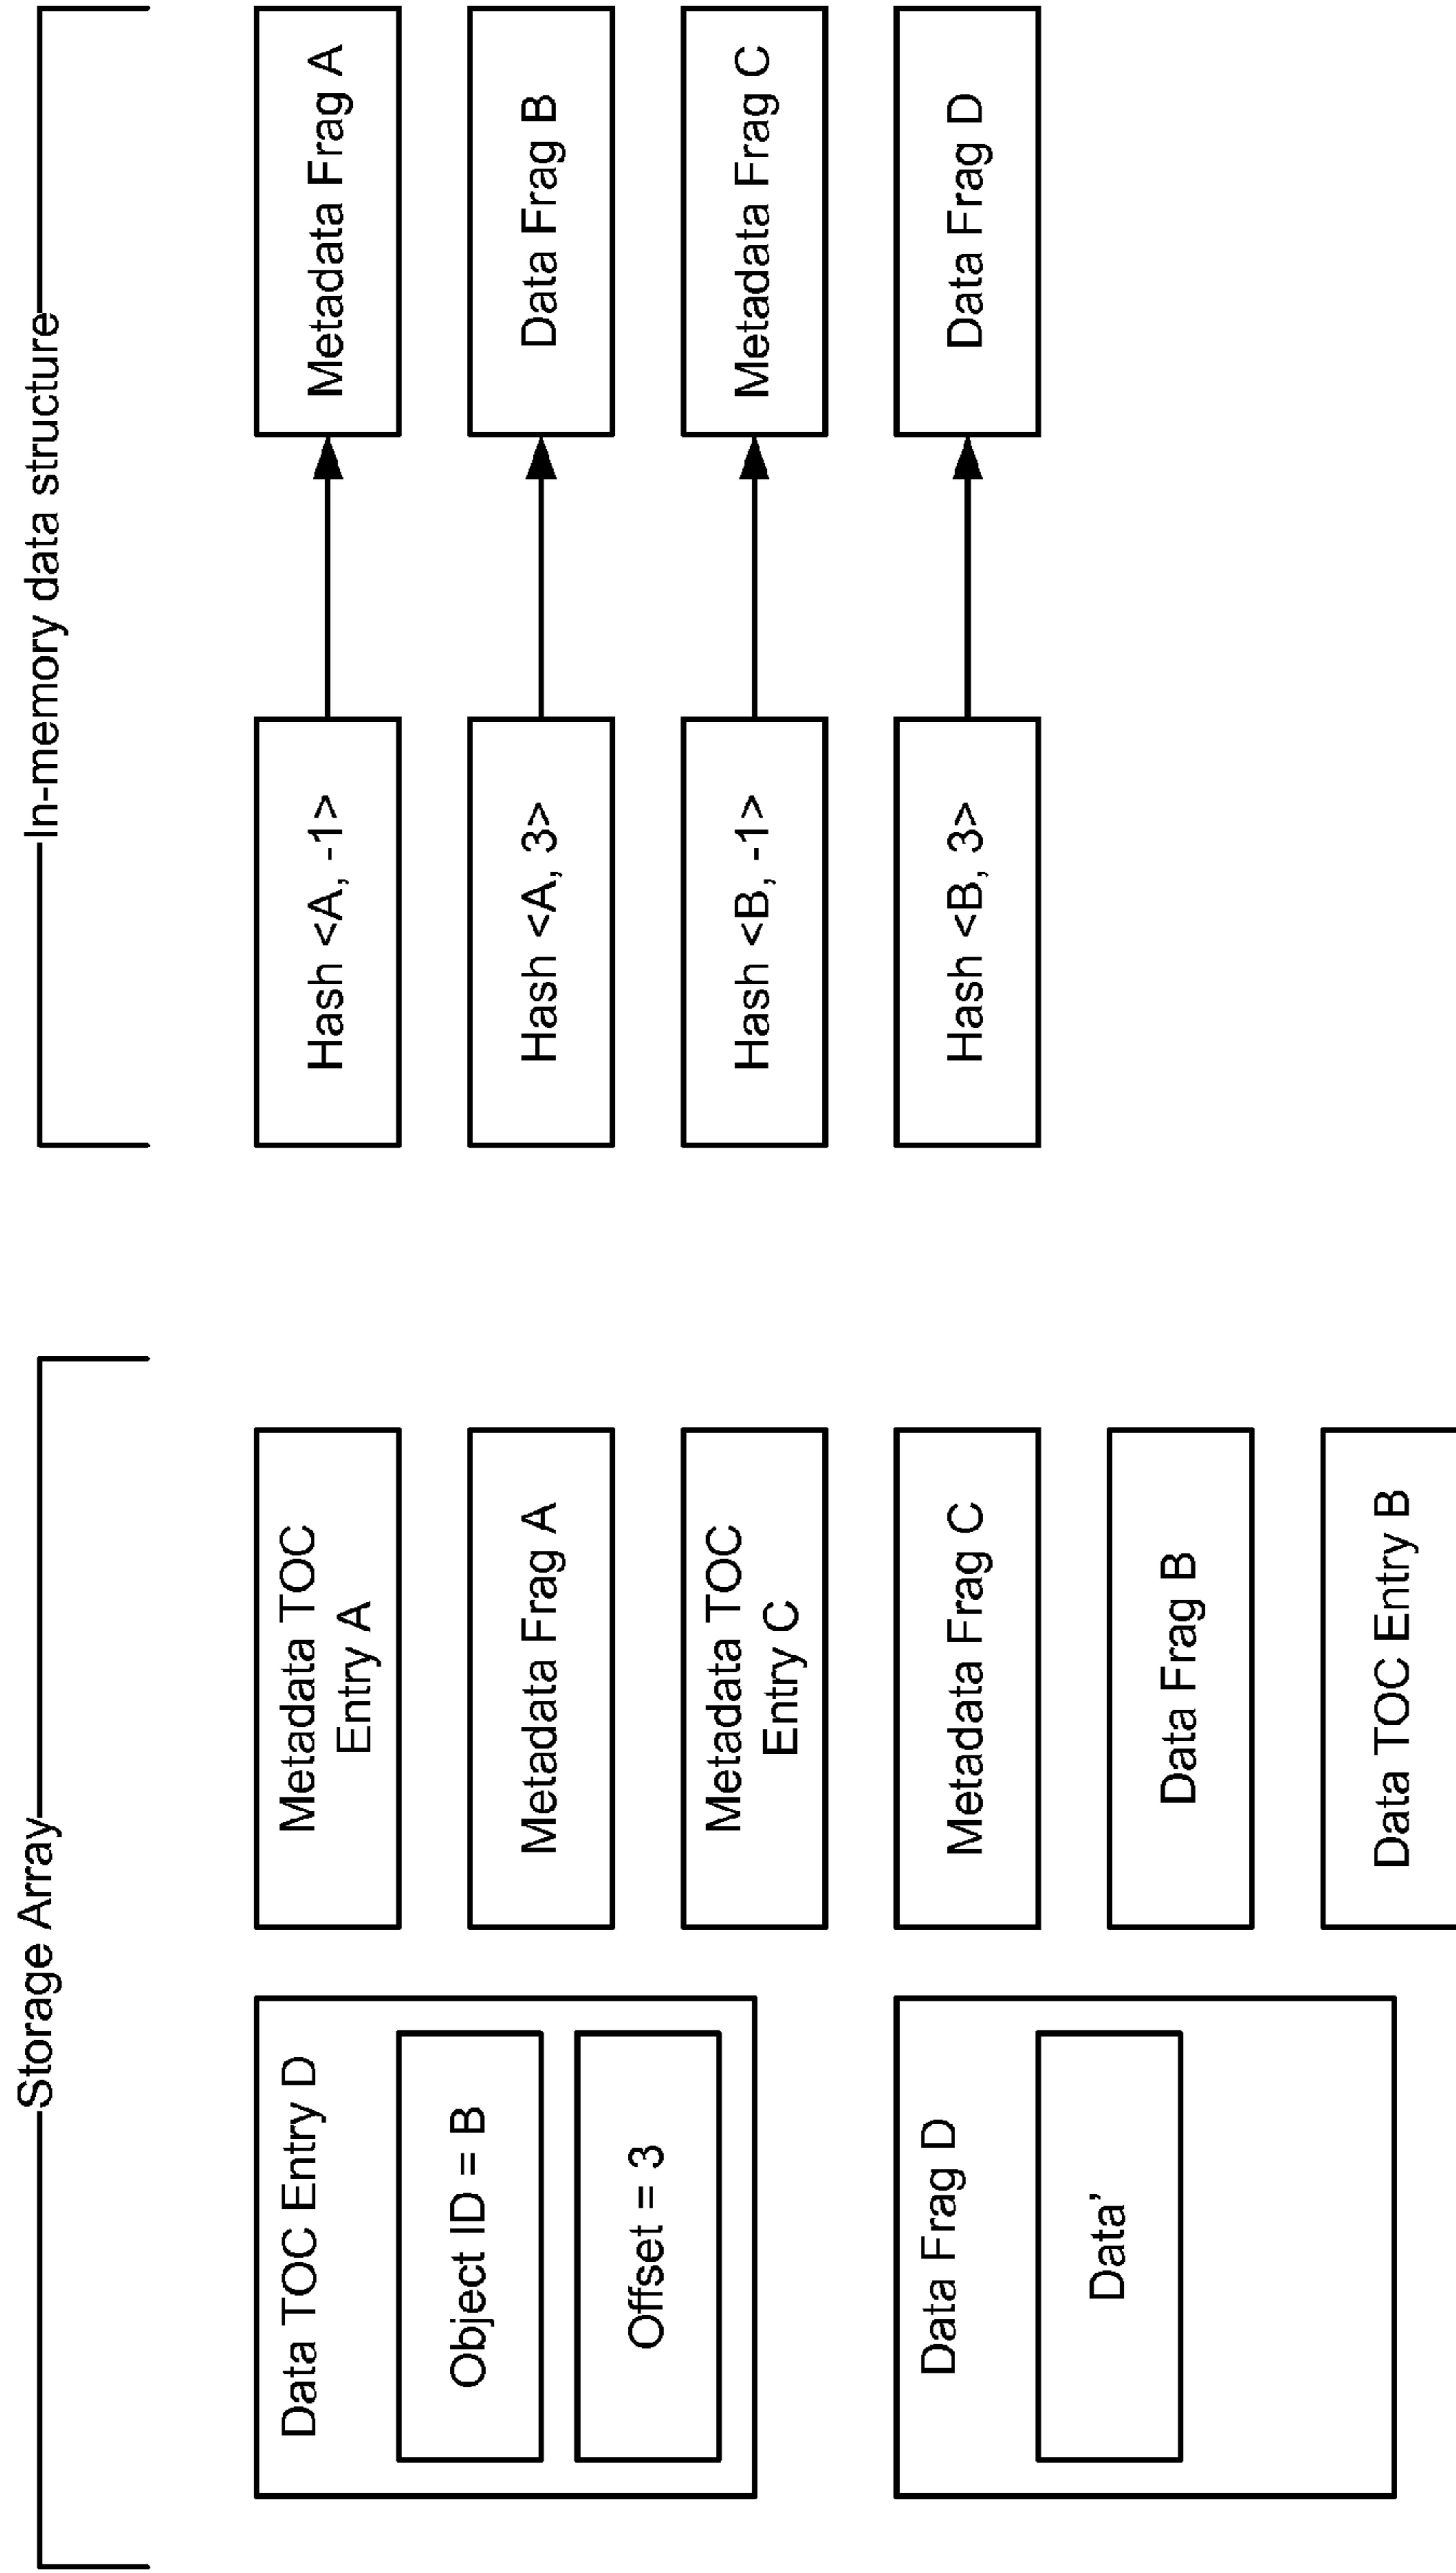 Storage Array
Data TOC Entry D
Object ID = B
Offset = 3
Data Frag D
Data'
Metadata TOC
Entry A
Metadata Frag A
Metadata TOC
Entry C
Metadata Frag C
Data Frag B
Data TOC Entry B
In-memory data structure
Hash <A, -1>
Metadata Frag A
Hash <A, 3>
Data Frag B
Hash <B, -1>
Metadata Frag C
Hash <B, 3>
Data Frag D